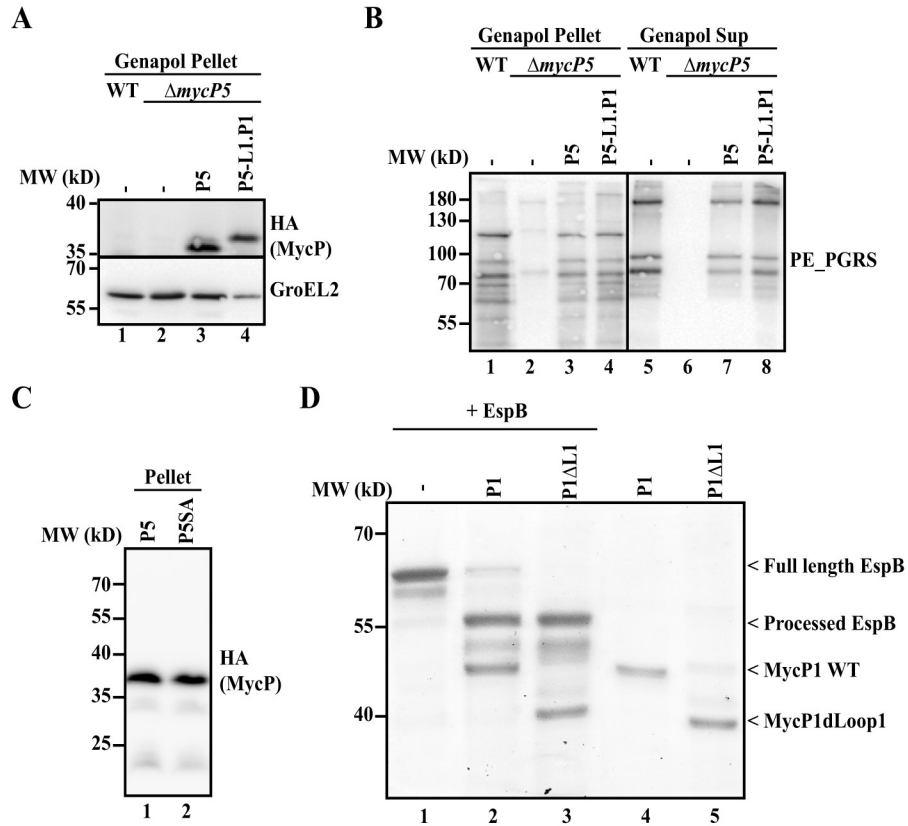 A
Genapol Pellet
WT ΔmycP5
- - P5 P5-L1.P1
MW (kD)
40
35
HA
(MycP)
70
55
GroEL2
1 2 3 4
B
Genapol Pellet Genapol Sup
WT ΔmycP5 WT ΔmycP5
- - P5 P5-L1.P1 - - P5 P5-L1.P1
MW (kD)
180
130
100
70
55
PE_PGRS
1 2 3 4 5 6 7 8
C
Pellet
P5 P5SA
MW (kD)
70
55
40
35
25
HA
(MycP)
1 2
D
+ EspB
- P1 P1ΔL1 P1 P1ΔL1
MW (kD)
70
55
40
< Full length EspB
< Processed EspB
< MycP1 WT
< MycP1dLoop1
1 2 3 4 5